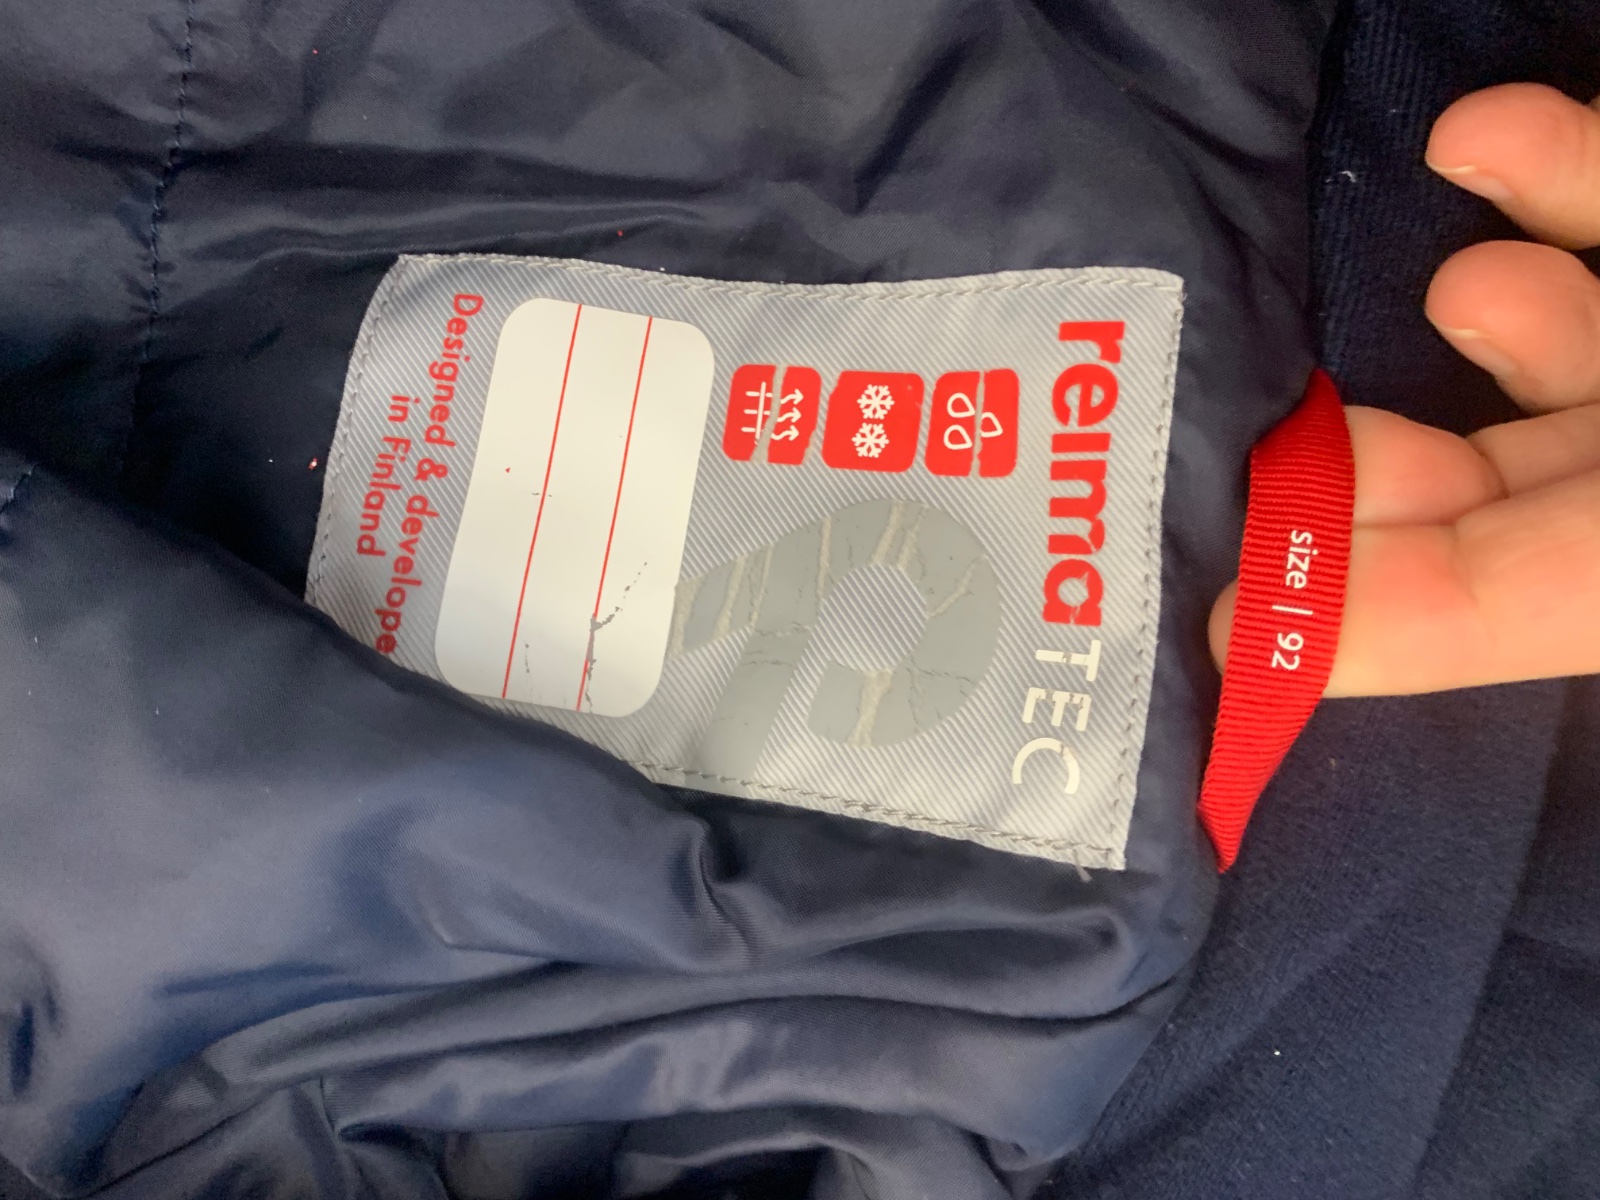 reima TEC
Designed & develope
in Finland
size | 92